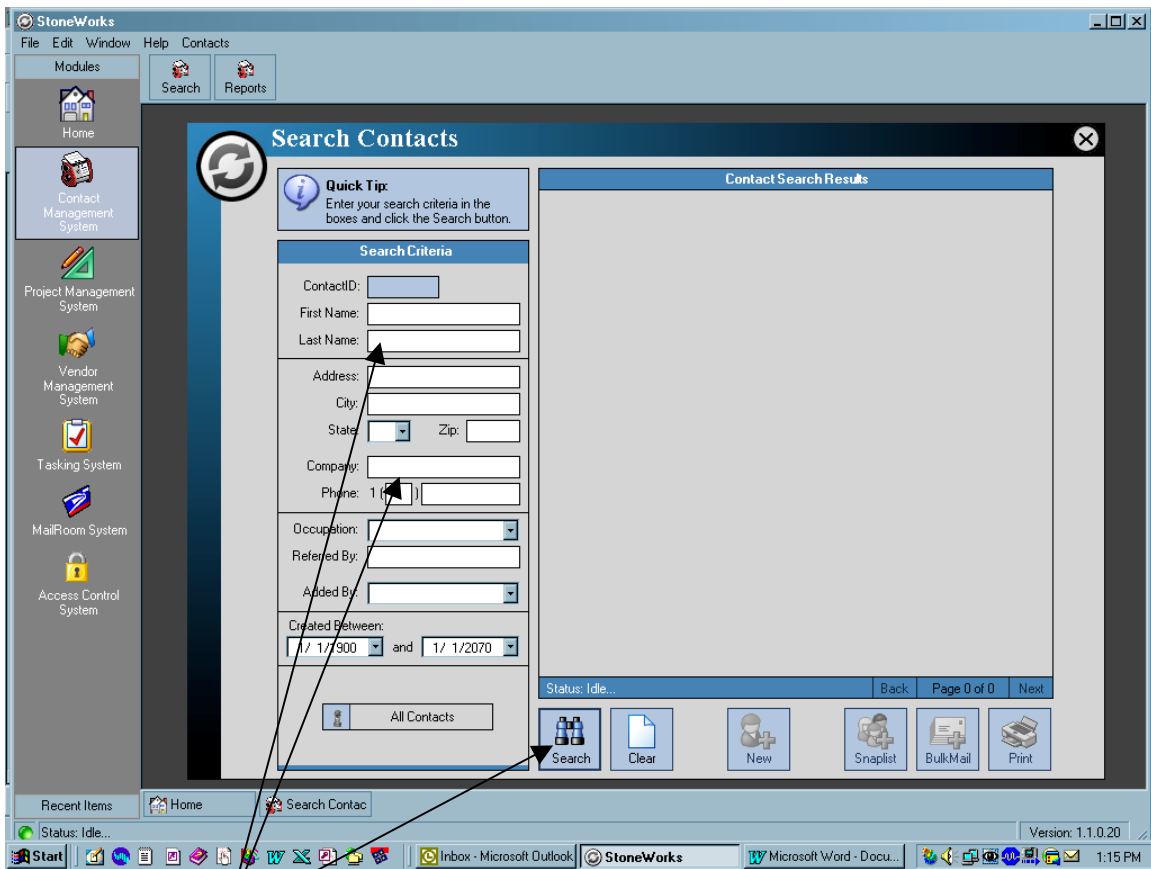 StoneWorks
File Edit Window Help Contacts
Modules
Search Reports
Home
Contact
Management
System
Project Management
System
Vendor
Management
System
Tasking System
MailRoom System
Access Control
System
Recent Items
Search Contacts
Quick Tip:
Enter your search criteria in the
boxes and click the Search button.
Search Criteria
ContactID:
First Name:
Last Name:
Address:
City:
State: Zip:
Company:
Phone: 1 ( )
Occupation:
Referred By:
Added By:
Created Between:
1/ 1/1900 and 1/ 1/2070
All Contacts
Contact Search Results
Status: Idle... Back Page 0 of 0 Next
Search Clear New Snaplist BulkMail Print
Home Search Contac
Status: Idle... Version: 1.1.0.20
Start Inbox - Microsoft Outlook StoneWorks Microsoft Word - Docu... 1:15 PM